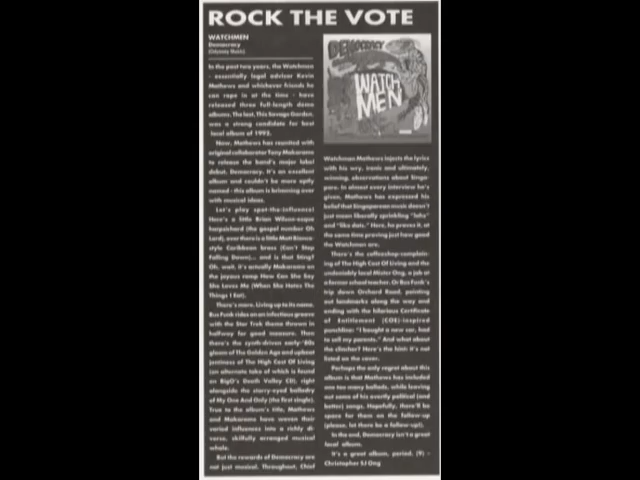 ROCK THE VOTE
WATCHMEN
Democracy
(Odyssey Music)
In the past two years, the Watchmen
- essentially legal adviser Kevin
Mathews and whichever friends he
can rope in at the time - have
released three full-length demo
albums. The last, This Savage Garden,
was a strong candidate for best
local album of 1992.
Now, Mathews has reunited with
original collaborator Tony Makarome
to release the band's major label
debut, Democracy. It's an excellent
album and couldn't be more aptly
named - this album is brimming over
with musical ideas.
Let's play spot-the-influence!
Here's a little Brian Wilson-esque
harpsichord (the gospel number Oh
Lord), over there is a little Matt Bianco-
style Caribbean brass (Can't Stop
Falling Down)... and is that Sting?
Oh, wait, it's actually Makarome on
the joyous romp How Can She Say
She Loves Me (When She Hates The
Things I Eat).
There's more. Living up to its name,
Bus Funk rides on an infectious groove
with the Star Trek theme thrown in
halfway for good measure. Then
there's the synth-driven early-'80s
gleam of The Golden Age and upbeat
jauntiness of The High Cost Of Living
(an alternate take of which is found
on BigO's Death Valley CD), right
alongside the starry-eyed balladry
of My One And Only (the first single).
True to the album's title, Mathews
and Makarome have woven their
varied influences into a richly di-
verse, skilfully arranged musical
whole.
But the rewards of Democracy are
not just musical. Throughout, Chief
DEMOCRACY
WATCH
MEN
Watchman Mathews injects the lyrics
with his wry, ironic and ultimately,
winning, observations about Singa-
pore. In almost every interview he's
given, Mathews has expressed his
belief that Singaporean music doesn't
just mean liberally sprinkling "lahs"
and "like dats." Here, he proves it, at
the same time proving just how good
the Watchmen are.
There's the coffeeshop-complain-
ing of The High Cost Of Living and the
undeniably local Mister Ong, a jab at
a former school teacher. Or Bus Funk's
trip down Orchard Road, pointing
out landmarks along the way and
ending with the hilarious Certificate
of Entitlement (COE)-inspired
punchline: "I bought a new car, had
to sell my parents." And what about
the clincher? Here's the hint: it's not
listed on the cover.
Perhaps the only regret about this
album is that Mathews has included
one too many ballads, while leaving
out some of his overtly political (and
better) songs. Hopefully, there'll be
space for them on the follow-up
(please, let there be a follow-up!).
In the end, Democracy isn't a great
local album.
It's a great album, period. (9) -
Christopher SJ Ong